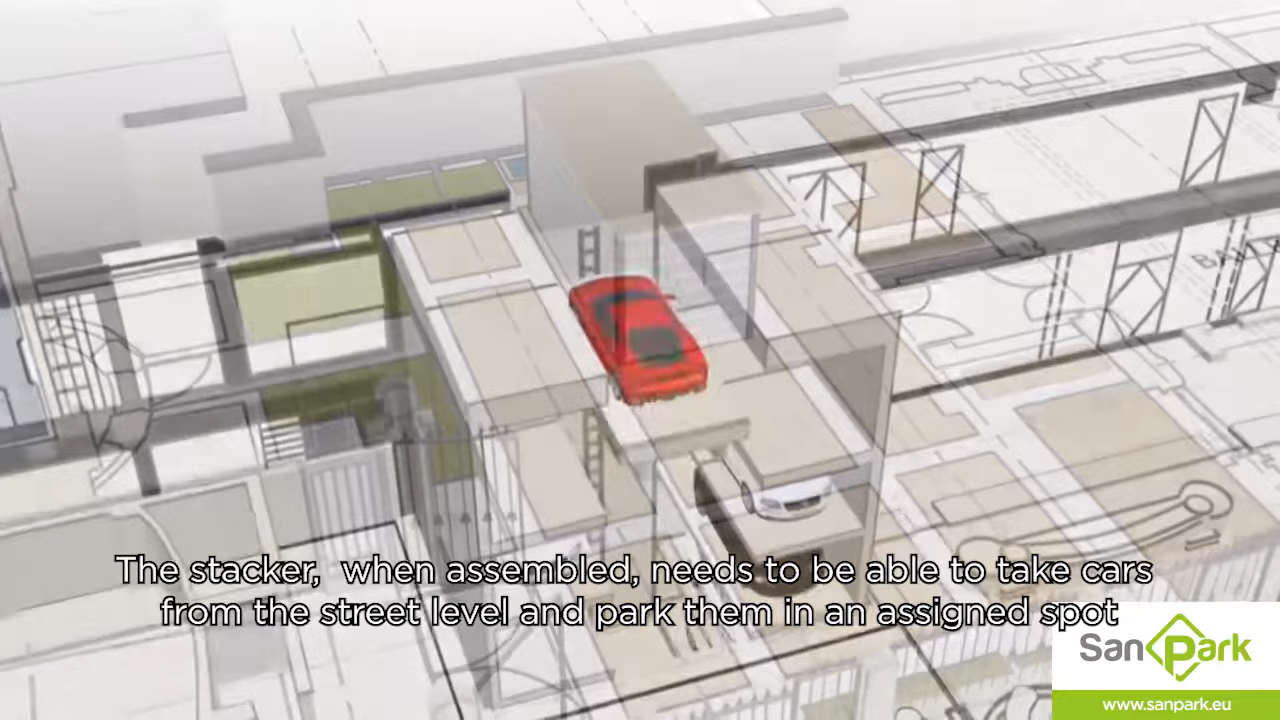 The stacker,  when assembled, needs to be able to take cars
from the street level and park them in an assigned spot
SanPark
www.sanpark.eu